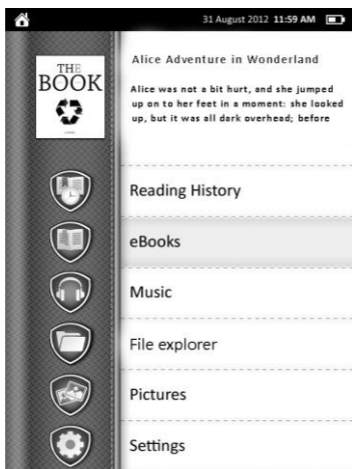 31 August 2012 11:59 AM
THE
BOOK
Alice Adventure in Wonderland
Alice was not a bit hurt, and she jumped
up on to her feet in a moment: she looked
up, but it was all dark overhead; before
Reading History
eBooks
Music
File explorer
Pictures
Settings